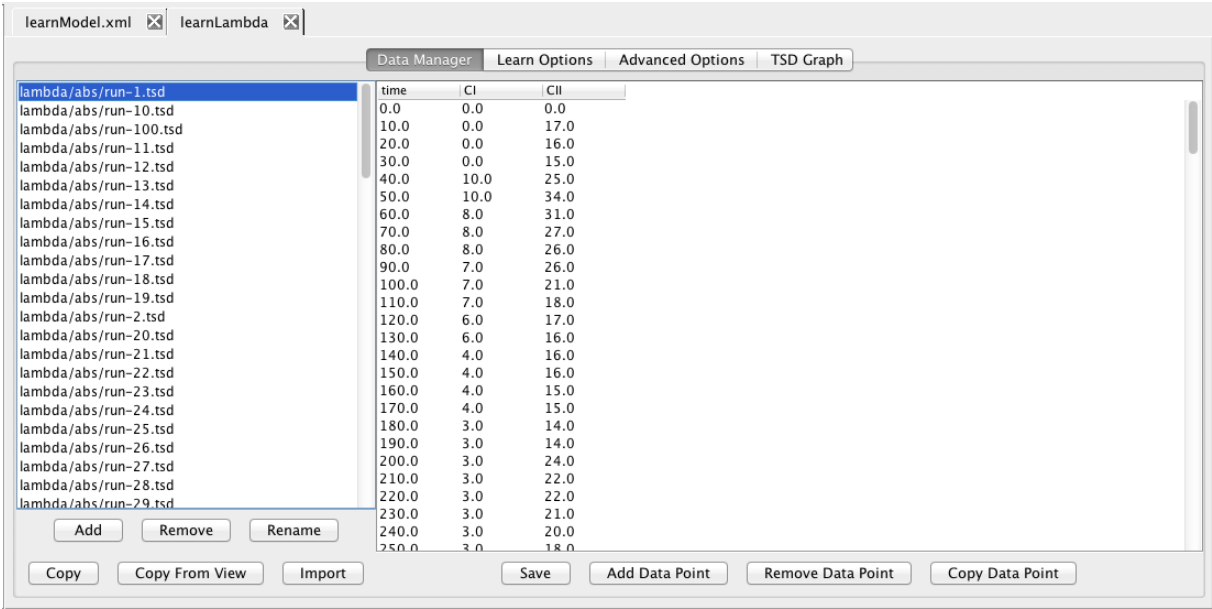 learnModel.xml learnLambda
Data Manager Learn Options Advanced Options TSD Graph
lambda/abs/run-1.tsd
lambda/abs/run-10.tsd
lambda/abs/run-100.tsd
lambda/abs/run-11.tsd
lambda/abs/run-12.tsd
lambda/abs/run-13.tsd
lambda/abs/run-14.tsd
lambda/abs/run-15.tsd
lambda/abs/run-16.tsd
lambda/abs/run-17.tsd
lambda/abs/run-18.tsd
lambda/abs/run-19.tsd
lambda/abs/run-2.tsd
lambda/abs/run-20.tsd
lambda/abs/run-21.tsd
lambda/abs/run-22.tsd
lambda/abs/run-23.tsd
lambda/abs/run-24.tsd
lambda/abs/run-25.tsd
lambda/abs/run-26.tsd
lambda/abs/run-27.tsd
lambda/abs/run-28.tsd
lambda/abs/run-29.tsd
Add Remove Rename
Copy Copy From View Import
time CI CII
0.0 0.0 0.0
10.0 0.0 17.0
20.0 0.0 16.0
30.0 0.0 15.0
40.0 10.0 25.0
50.0 10.0 34.0
60.0 8.0 31.0
70.0 8.0 27.0
80.0 8.0 26.0
90.0 7.0 26.0
100.0 7.0 21.0
110.0 7.0 18.0
120.0 6.0 17.0
130.0 6.0 16.0
140.0 4.0 16.0
150.0 4.0 16.0
160.0 4.0 15.0
170.0 4.0 15.0
180.0 3.0 14.0
190.0 3.0 14.0
200.0 3.0 24.0
210.0 3.0 22.0
220.0 3.0 22.0
230.0 3.0 21.0
240.0 3.0 20.0
250.0 3.0 18.0
Save Add Data Point Remove Data Point Copy Data Point